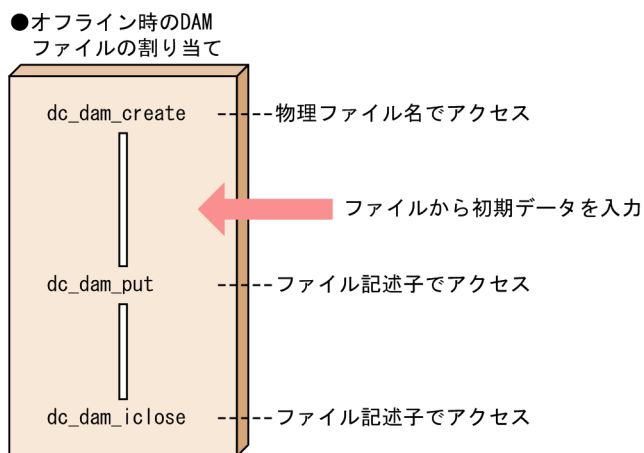 ●オフライン時のDAM
ファイルの割り当て
dc_dam_create
物理ファイル名でアクセス
ファイルから初期データを入力
dc_dam_put
ファイル記述子でアクセス
dc_dam_iclose
ファイル記述子でアクセス